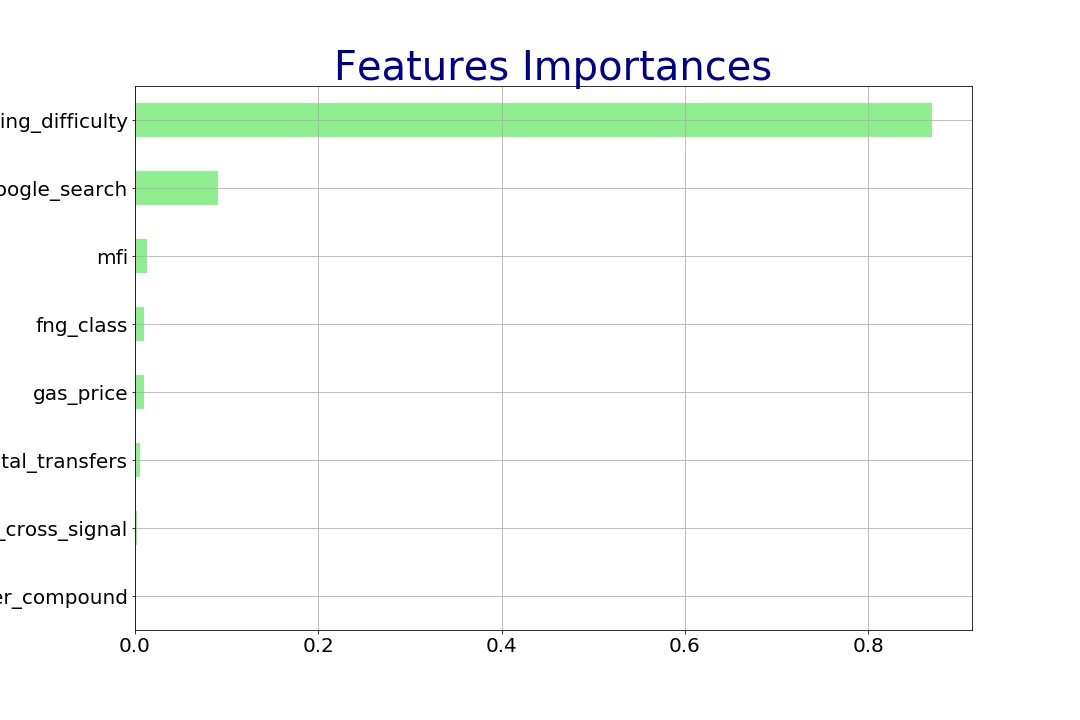 Features Importances
ing_difficulty
oogle_search
mfi
fng_class
gas_price
tal_transfers
_cross_signal
er_compound
0.0 0.2 0.4 0.6 0.8